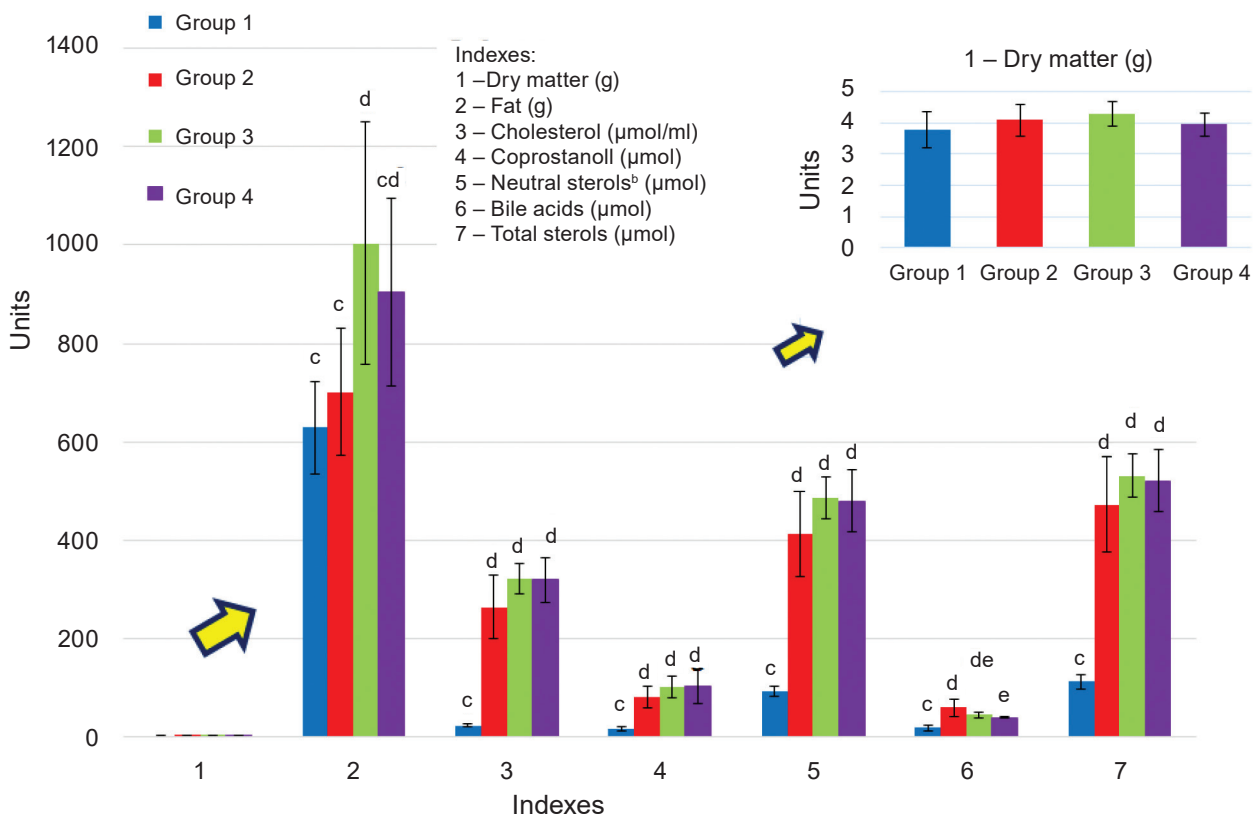 Group 1
Group 2
Group 3
Group 4
Indexes:
1 –Dry matter (g)
2 – Fat (g)
3 – Cholesterol (µmol/ml)
4 – Coprostanoll (µmol)
5 – Neutral sterolsᵇ (µmol)
6 – Bile acids (µmol)
7 – Total sterols (µmol)
1 – Dry matter (g)
5
4
3
2
1
0
Units
Group 1 Group 2 Group 3 Group 4
1400
1200
1000
800
600
400
200
0
Units
c c d cd
c d d d
c d d d
c d d d
c d de e
c d d d
1 2 3 4 5 6 7
Indexes